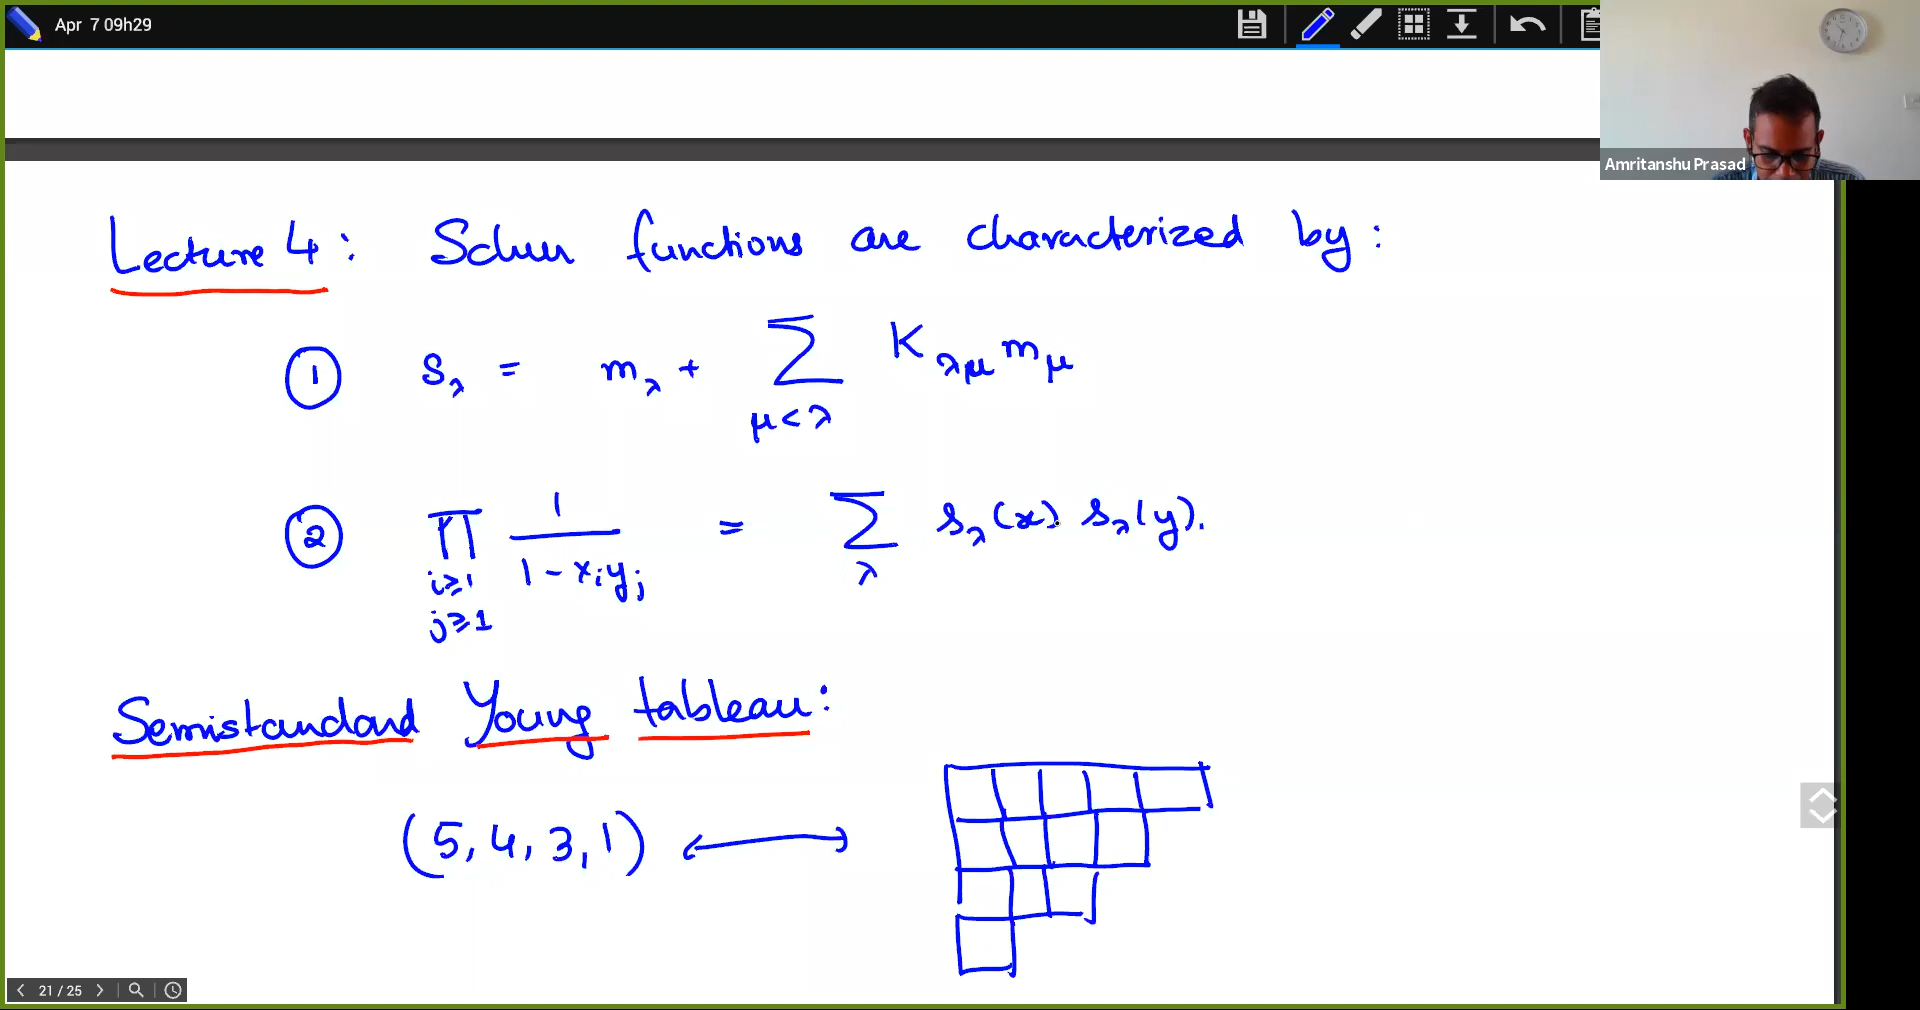 Apr 7 09h29
Amritanshu Prasad
Lecture 4: Schur functions are characterized by:
① s_λ = m_λ + Σ_{μ<λ} K_{λμ} m_μ
② ∏_{i≥1, j≥1} 1/(1-x_i y_j) = Σ_λ s_λ(x) s_λ(y).
Semistandard Young tableau:
(5, 4, 3, 1) ⟷
21 / 25